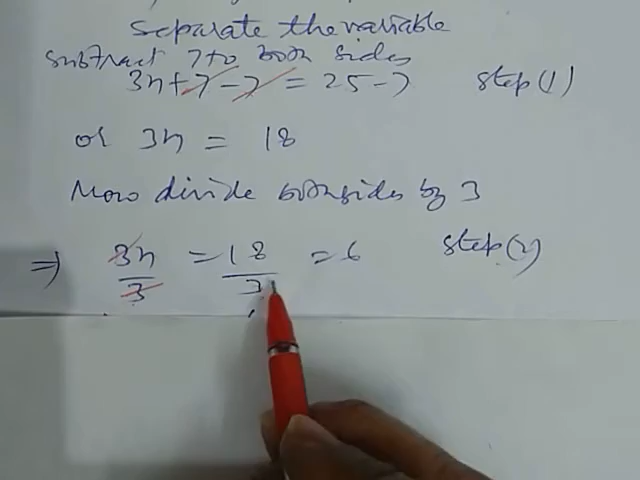 Separate the variable
subtract 7 to both sides
3n+7-7 = 25-7 step (1)
or 3n = 18
Now divide both sides by 3
⇒ 3n/3 = 18/3 = 6 step (2)